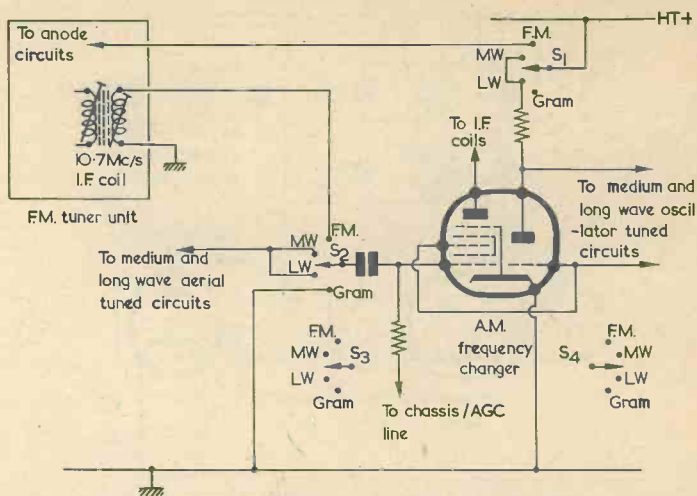 HT+
To anode
circuits
F.M.
MW
S1
LW
Gram
10·7Mc/s
I.F. coil
F.M. tuner unit
To I.F.
coils
To medium and
long wave oscil
-lator tuned
circuits
To medium and
long wave aerial
tuned circuits
F.M.
MW
S2
LW
Gram
A.M.
frequency
changer
F.M.
MW
S3
LW
Gram
To chassis/AGC
line
F.M.
S4
MW
LW
Gram